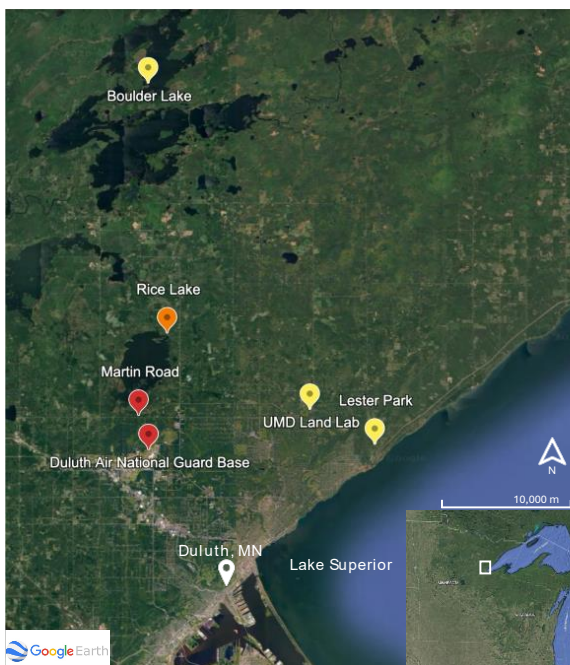 Boulder Lake
Rice Lake
Martin Road
Lester Park
UMD Land Lab
Duluth Air National Guard Base
N
10,000 m
Duluth, MN
Lake Superior
Google Earth